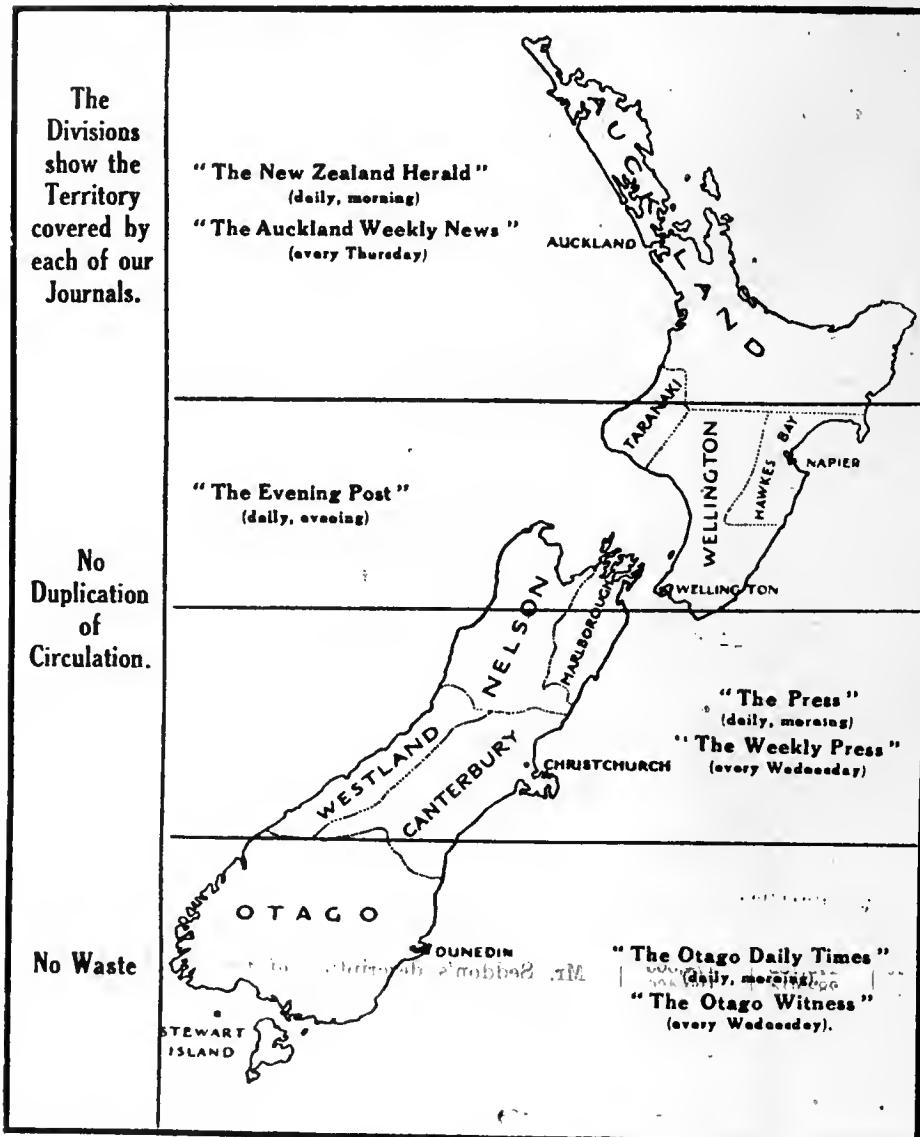 The
Divisions
show the
Territory
covered by
each of our
Journals.
"The New Zealand Herald"
(daily, morning)
"The Auckland Weekly News"
(every Thursday)
AUCKLAND
AUCKLAND
TARANAKI
WELLINGTON
HAWKES BAY
NAPIER
"The Evening Post"
(daily, evening)
WELLINGTON
No
Duplication
of
Circulation.
NELSON
MARLBOROUGH
"The Press"
(daily, morning)
"The Weekly Press"
(every Wednesday)
WESTLAND
CANTERBURY
CHRISTCHURCH
No Waste
OTAGO
DUNEDIN
"The Otago Daily Times"
(daily, morning)
"The Otago Witness"
(every Wednesday).
STEWART
ISLAND
Mr. Seddon's